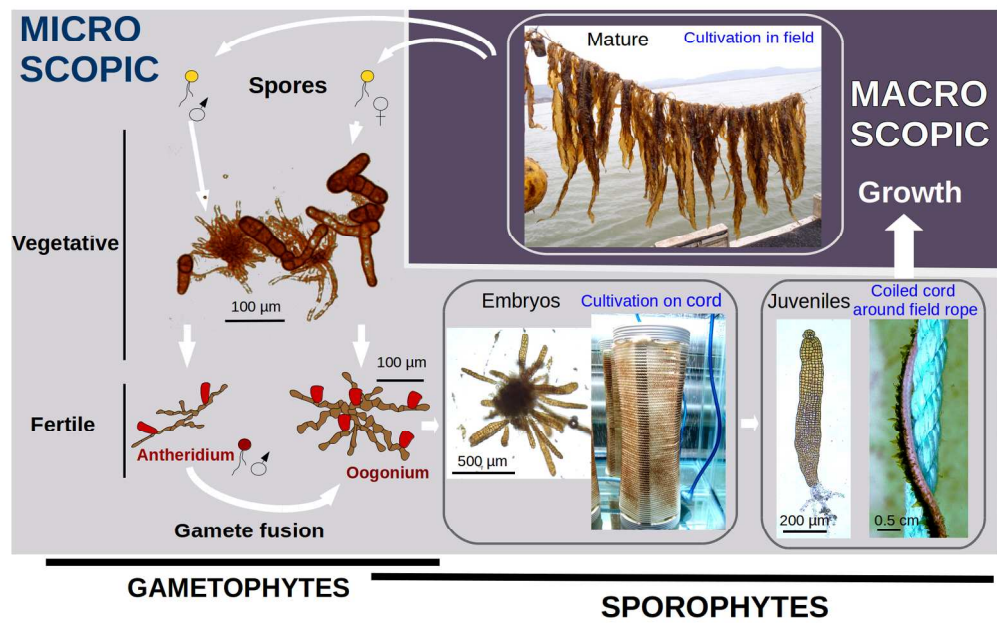 MICRO
SCOPIC
Spores
Mature
Cultivation in field
MACRO
SCOPIC
Growth
Vegetative
100 µm
Fertile
100 µm
Antheridium
Oogonium
Gamete fusion
Embryos
Cultivation on cord
500 µm
Juveniles
Coiled cord
around field rope
200 µm
0.5 cm
GAMETOPHYTES
SPOROPHYTES